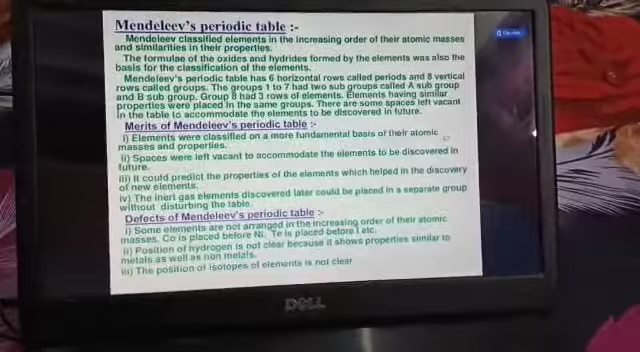 Mendeleev's periodic table :-
Mendeleev classified elements in the increasing order of their atomic masses
and similarities in their properties.
The formulae of the oxides and hydrides formed by the elements was also the
basis for the classification of the elements.
Mendeleev's periodic table has 6 horizontal rows called periods and 8 vertical
rows called groups. The groups 1 to 7 had two sub groups called A sub group
and B sub group. Group 8 had 3 rows of elements. Elements having similar
properties were placed in the same groups. There are some spaces left vacant
in the table to accommodate the elements to be discovered in future.
Merits of Mendeleev's periodic table :-
i) Elements were classified on a more fundamental basis of their atomic
masses and properties.
ii) Spaces were left vacant to accommodate the elements to be discovered in
future.
iii) It could predict the properties of the elements which helped in the discovery
of new elements.
iv) The inert gas elements discovered later could be placed in a separate group
without disturbing the table.
Defects of Mendeleev's periodic table :-
i) Some elements are not arranged in the increasing order of their atomic
masses. Co is placed before Ni, Te is placed before I etc.
ii) Position of hydrogen is not clear because it shows properties similar to
metals as well as non metals.
iii) The position of isotopes of elements is not clear
DELL